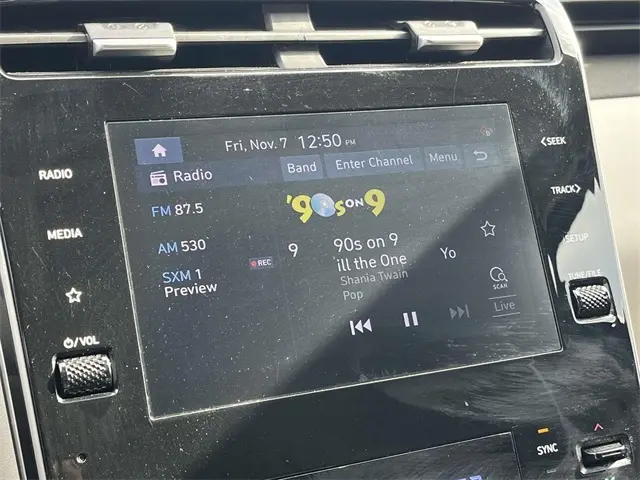 Fri, Nov. 7 12:50 PM
Radio Band Enter Channel Menu
FM 87.5
AM 530
SXM 1
Preview
REC
'90s ON 9
9 90s on 9
ill the One Yo
Shania Twain
Pop
SCAN
Live
RADIO
MEDIA
VOL
< SEEK
TRACK >
SETUP
TUNE/FILE
SYNC